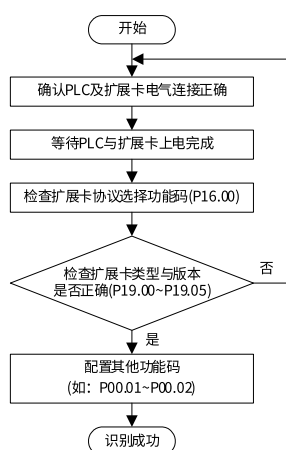 开始
确认PLC及扩展卡电气连接正确
等待PLC与扩展卡上电完成
检查扩展卡协议选择功能码(P16.00)
检查扩展卡类型与版本
是否正确(P19.00~P19.05)
否
是
配置其他功能码
(如：P00.01~P00.02)
识别成功